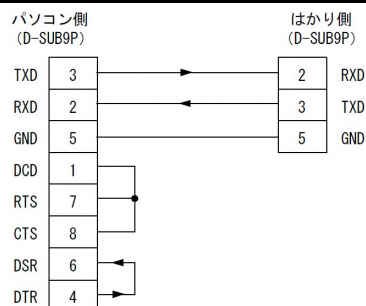 パソコン側 はかり側
(D-SUB9P) (D-SUB9P)
TXD 3 2 RXD
RXD 2 3 TXD
GND 5 5 GND
DCD 1
RTS 7
CTS 8
DSR 6
DTR 4